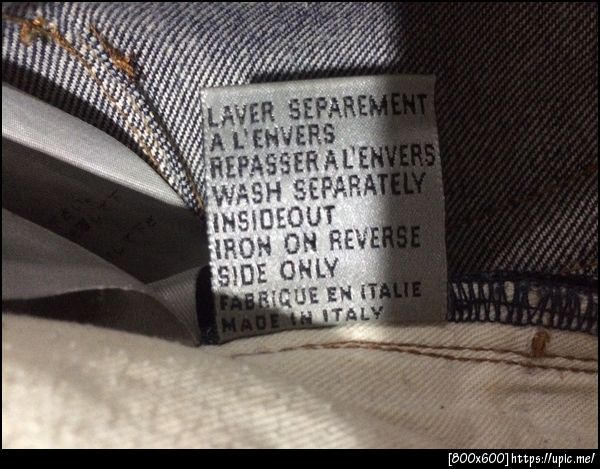 LAVER SEPAREMENT
A L'ENVERS
REPASSER A L'ENVERS
WASH SEPARATELY
INSIDEOUT
IRON ON REVERSE
SIDE ONLY
FABRIQUE EN ITALIE
MADE IN ITALY
[800x600] https://upic.me/